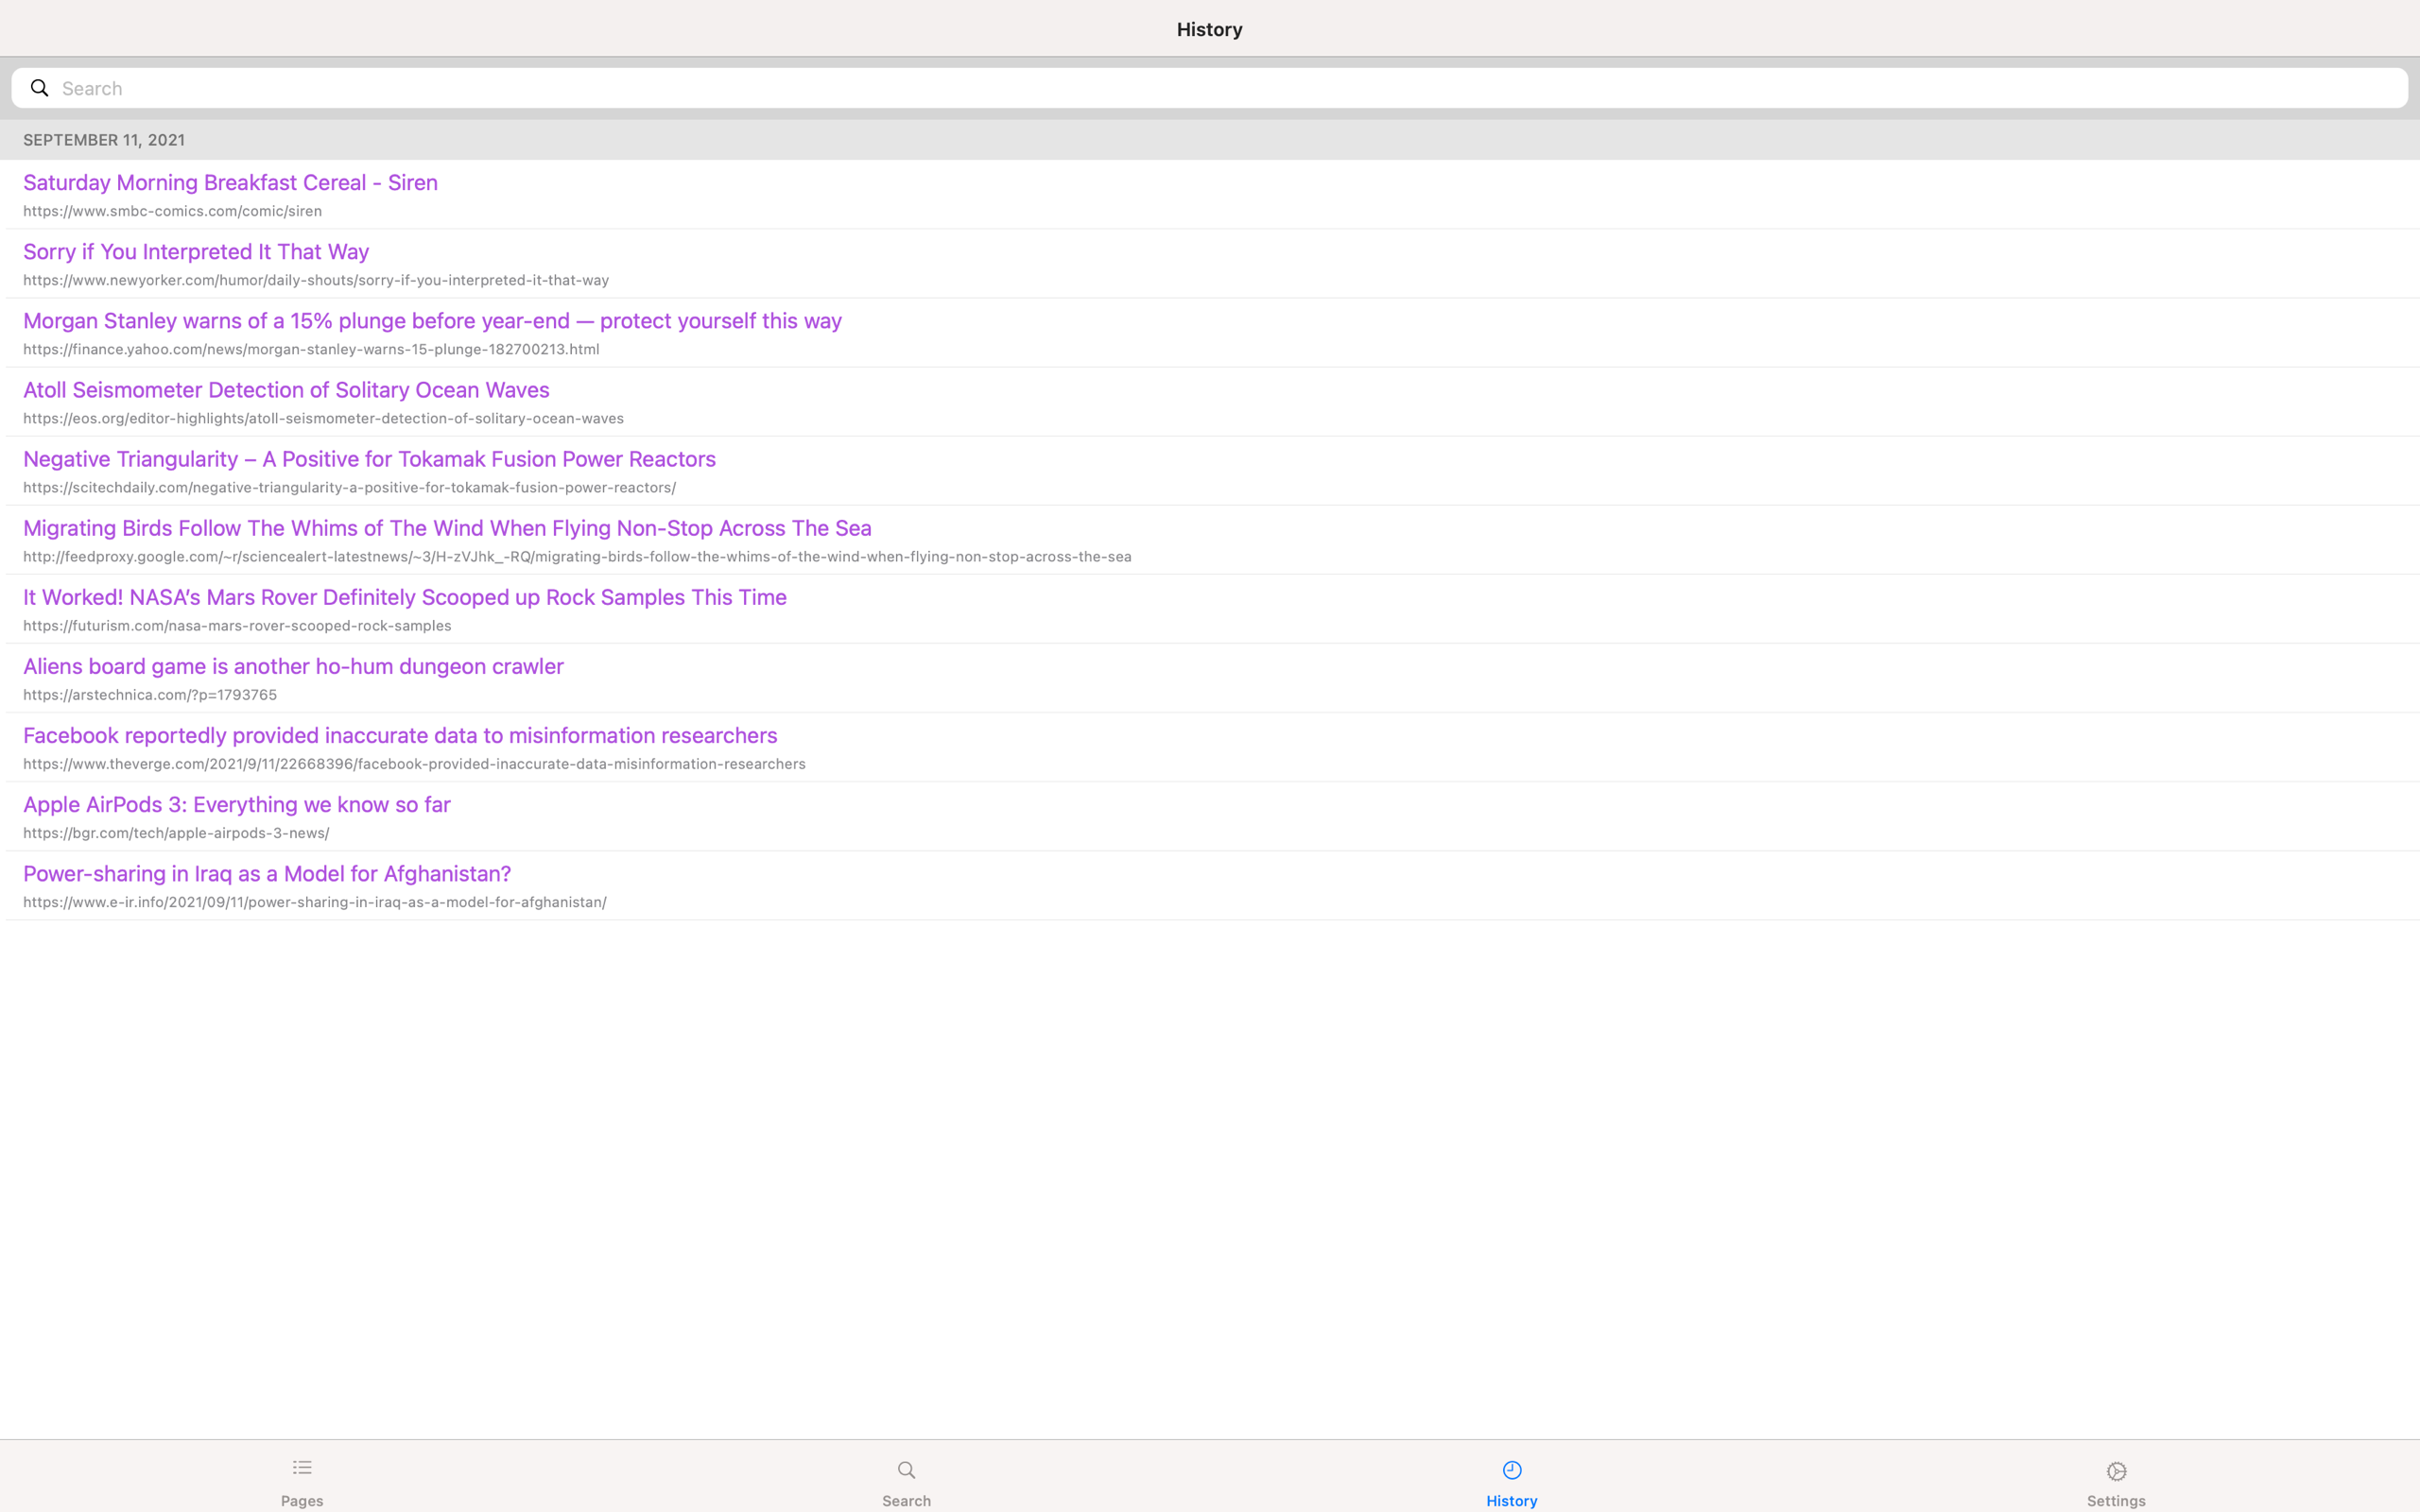 History
Search
SEPTEMBER 11, 2021
Saturday Morning Breakfast Cereal - Siren
https://www.smbc-comics.com/comic/siren
Sorry if You Interpreted It That Way
https://www.newyorker.com/humor/daily-shouts/sorry-if-you-interpreted-it-that-way
Morgan Stanley warns of a 15% plunge before year-end — protect yourself this way
https://finance.yahoo.com/news/morgan-stanley-warns-15-plunge-182700213.html
Atoll Seismometer Detection of Solitary Ocean Waves
https://eos.org/editor-highlights/atoll-seismometer-detection-of-solitary-ocean-waves
Negative Triangularity – A Positive for Tokamak Fusion Power Reactors
https://scitechdaily.com/negative-triangularity-a-positive-for-tokamak-fusion-power-reactors/
Migrating Birds Follow The Whims of The Wind When Flying Non-Stop Across The Sea
http://feedproxy.google.com/~r/sciencealert-latestnews/~3/H-zVJhk_-RQ/migrating-birds-follow-the-whims-of-the-wind-when-flying-non-stop-across-the-sea
It Worked! NASA’s Mars Rover Definitely Scooped up Rock Samples This Time
https://futurism.com/nasa-mars-rover-scooped-rock-samples
Aliens board game is another ho-hum dungeon crawler
https://arstechnica.com/?p=1793765
Facebook reportedly provided inaccurate data to misinformation researchers
https://www.theverge.com/2021/9/11/22668396/facebook-provided-inaccurate-data-misinformation-researchers
Apple AirPods 3: Everything we know so far
https://bgr.com/tech/apple-airpods-3-news/
Power-sharing in Iraq as a Model for Afghanistan?
https://www.e-ir.info/2021/09/11/power-sharing-in-iraq-as-a-model-for-afghanistan/
Pages
Search
History
Settings